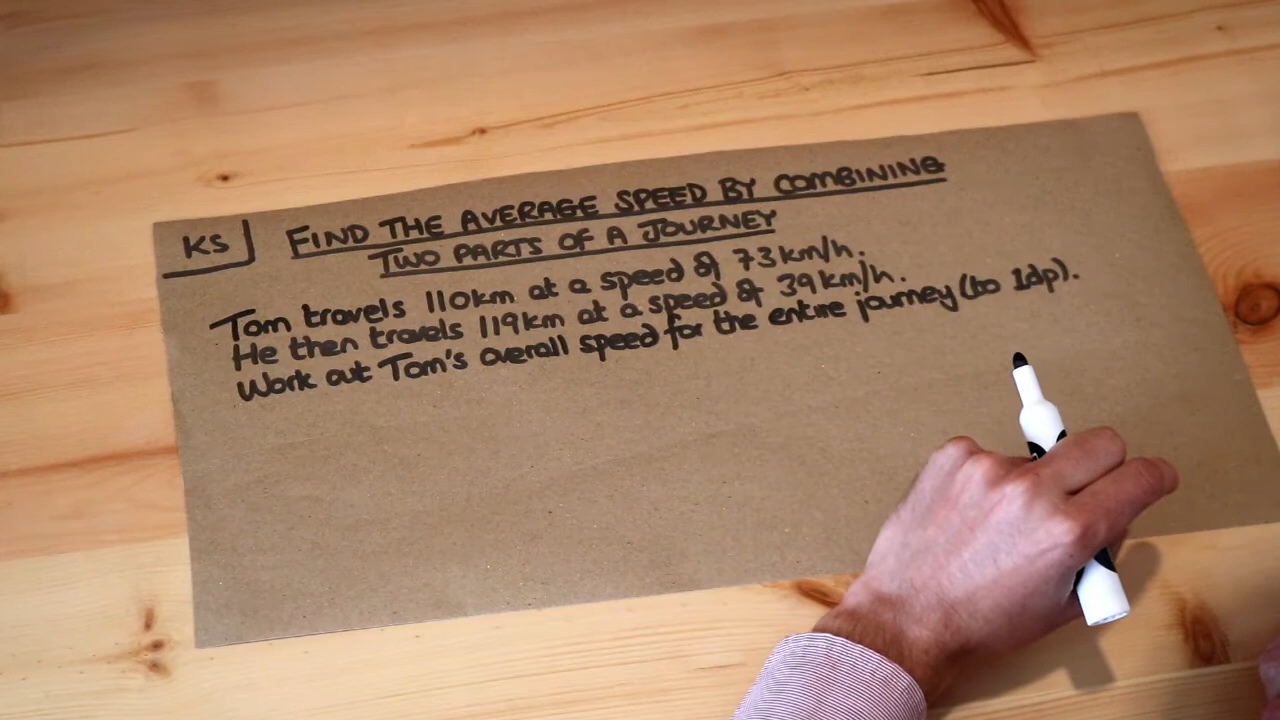 KS
FIND THE AVERAGE SPEED BY COMBINING
TWO PARTS OF A JOURNEY
Tom travels 110km at a speed of 73km/h.
He then travels 119km at a speed of 39km/h.
Work out Tom's overall speed for the entire journey (to 1dp).